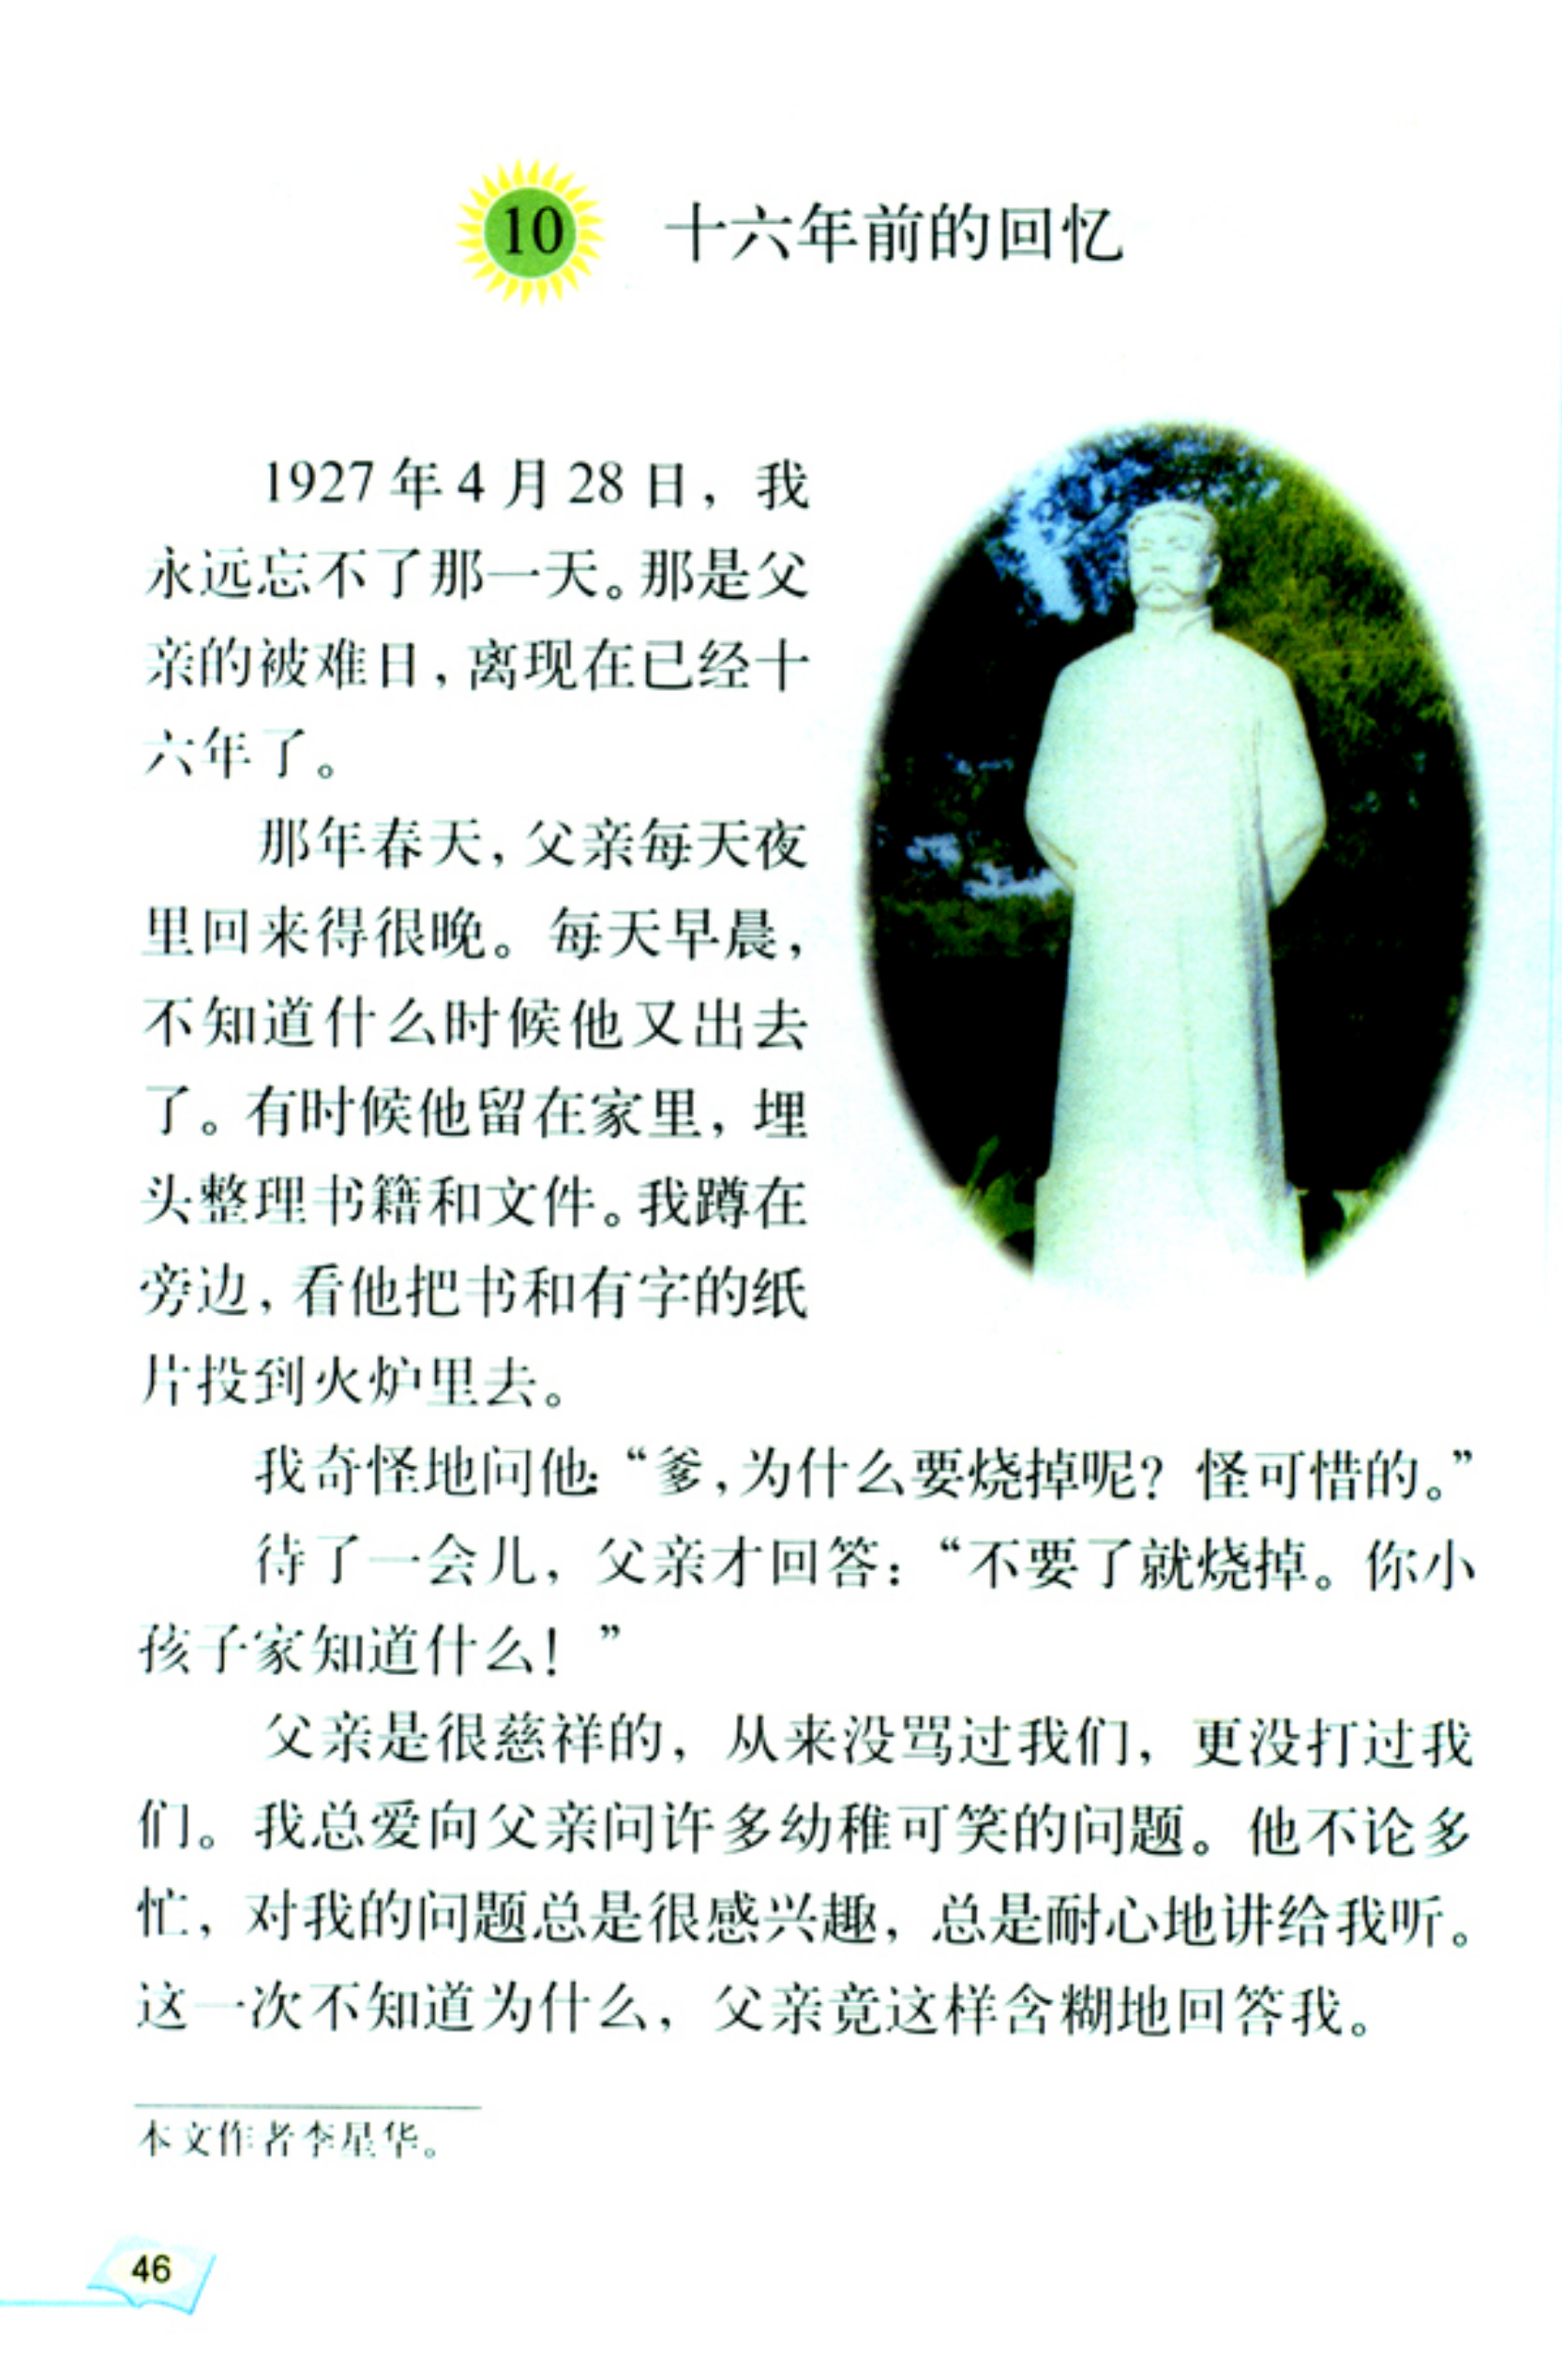 10 十六年前的回忆
1927年4月28日，我
永远忘不了那一天。那是父
亲的被难日，离现在已经十
六年了。
那年春天，父亲每天夜
里回来得很晚。每天早晨，
不知道什么时候他又出去
了。有时候他留在家里，埋
头整理书籍和文件。我蹲在
旁边，看他把书和有字的纸
片投到火炉里去。
我奇怪地问他：“爹，为什么要烧掉呢？怪可惜的。”
待了一会儿，父亲才回答：“不要了就烧掉。你小
孩子家知道什么！”
父亲是很慈祥的，从来没骂过我们，更没打过我
们。我总爱向父亲问许多幼稚可笑的问题。他不论多
忙，对我的问题总是很感兴趣，总是耐心地讲给我听。
这一次不知道为什么，父亲竟这样含糊地回答我。
本文作者李星华。
46